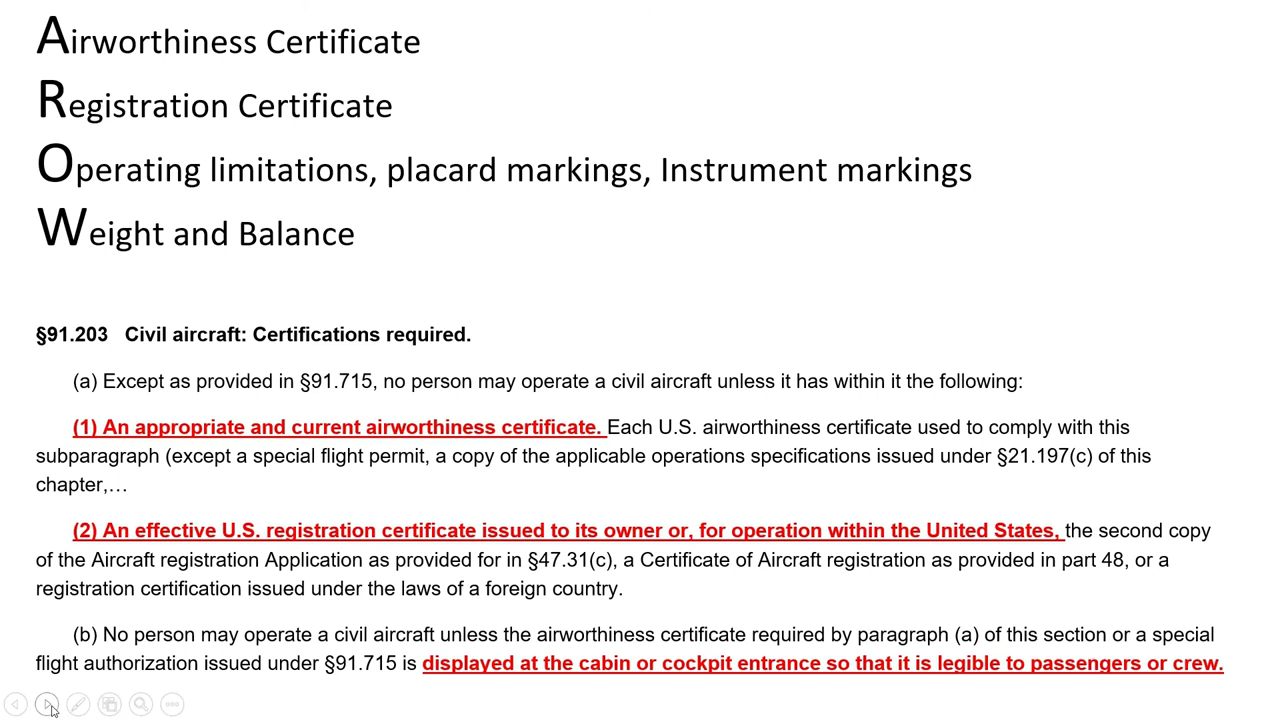 Airworthiness Certificate
Registration Certificate
Operating limitations, placard markings, Instrument markings
Weight and Balance
§91.203 Civil aircraft: Certifications required.
(a) Except as provided in §91.715, no person may operate a civil aircraft unless it has within it the following:
(1) An appropriate and current airworthiness certificate. Each U.S. airworthiness certificate used to comply with this
subparagraph (except a special flight permit, a copy of the applicable operations specifications issued under §21.197(c) of this
chapter,…
(2) An effective U.S. registration certificate issued to its owner or, for operation within the United States, the second copy
of the Aircraft registration Application as provided for in §47.31(c), a Certificate of Aircraft registration as provided in part 48, or a
registration certification issued under the laws of a foreign country.
(b) No person may operate a civil aircraft unless the airworthiness certificate required by paragraph (a) of this section or a special
flight authorization issued under §91.715 is displayed at the cabin or cockpit entrance so that it is legible to passengers or crew.